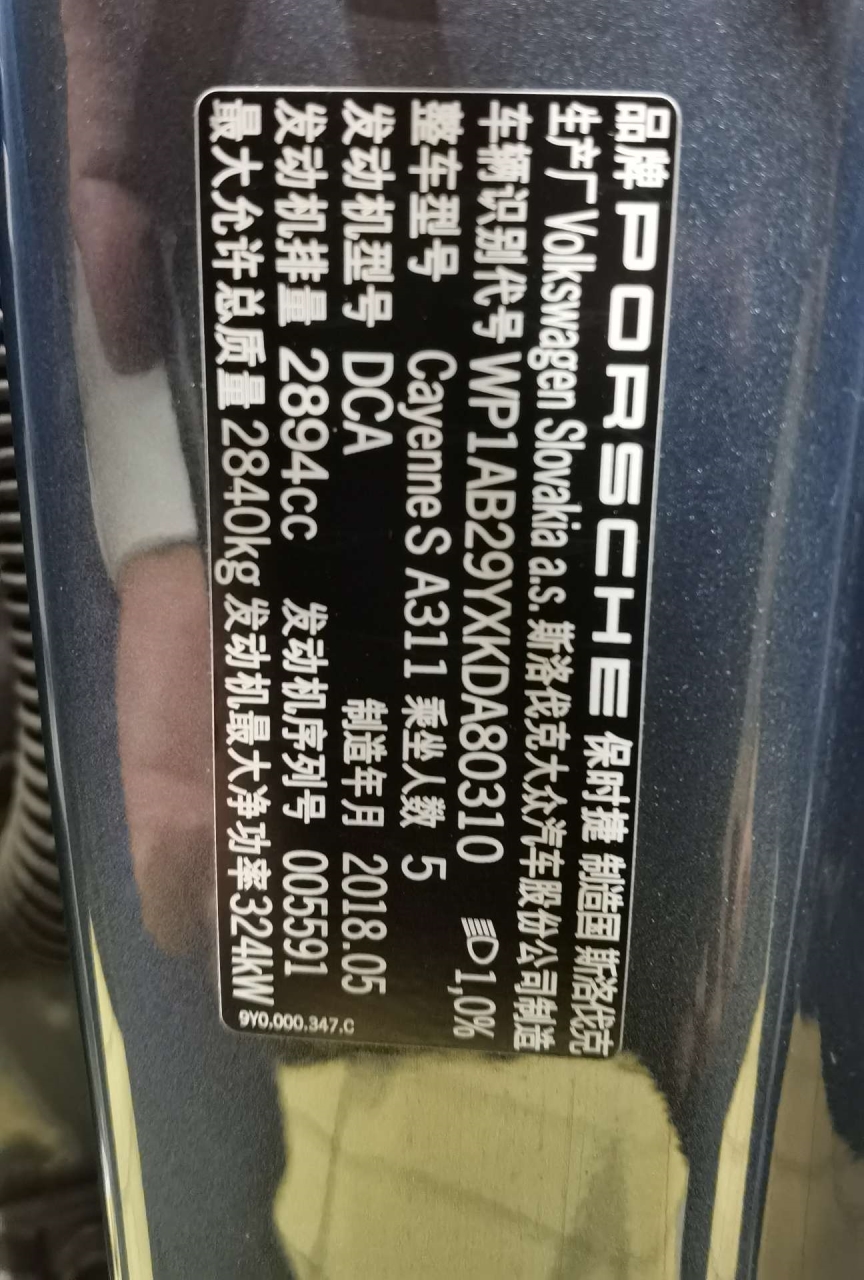 品牌 PORSCHE 保时捷 制造国 斯洛伐克
生产厂 Volkswagen Slovakia a.s. 斯洛伐克大众汽车股份公司制造
车辆识别代号 WP1AB29YXKDA80310 1,0%
整车型号 Cayenne S A311 乘坐人数 5
发动机型号 DCA 制造年月 2018.05
发动机排量 2894cc 发动机序列号 005591
最大允许总质量 2840kg 发动机最大净功率324kW
9Y0.000.347.C